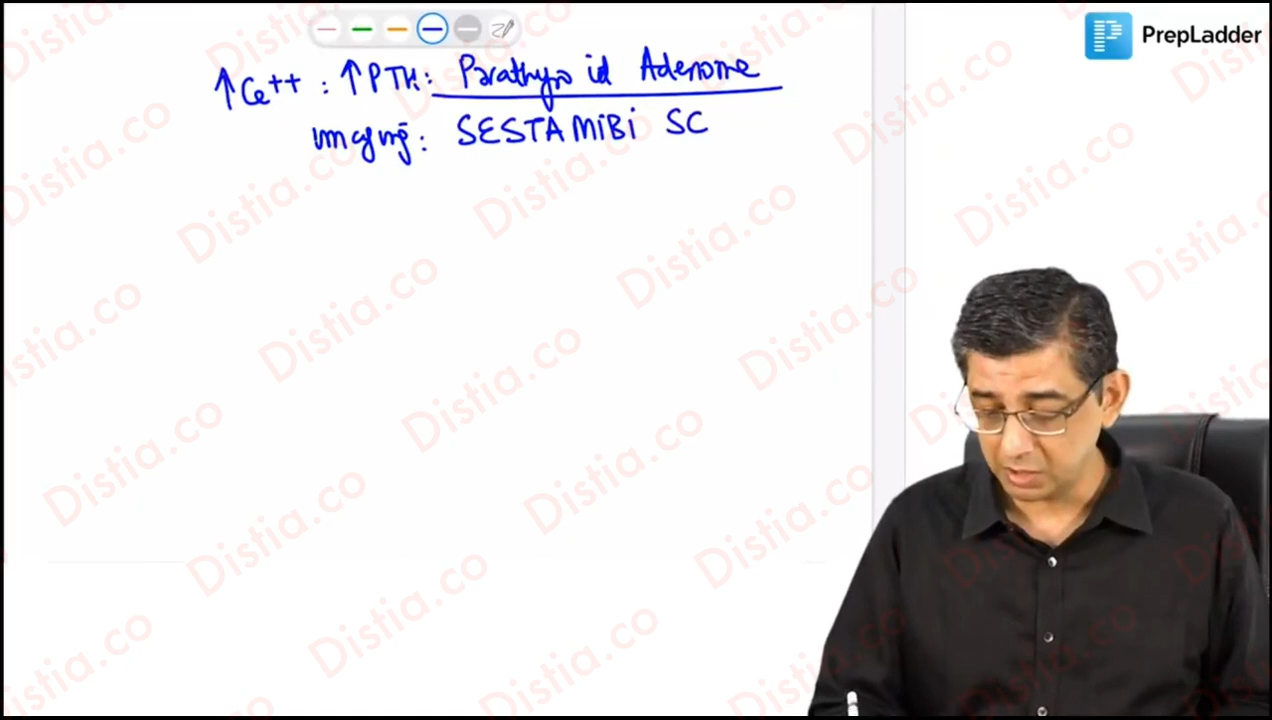 PrepLadder
↑Ca++ : ↑PTH: Parathyroid Adenoma
imaging: SESTAMIBI SC
Distia.co